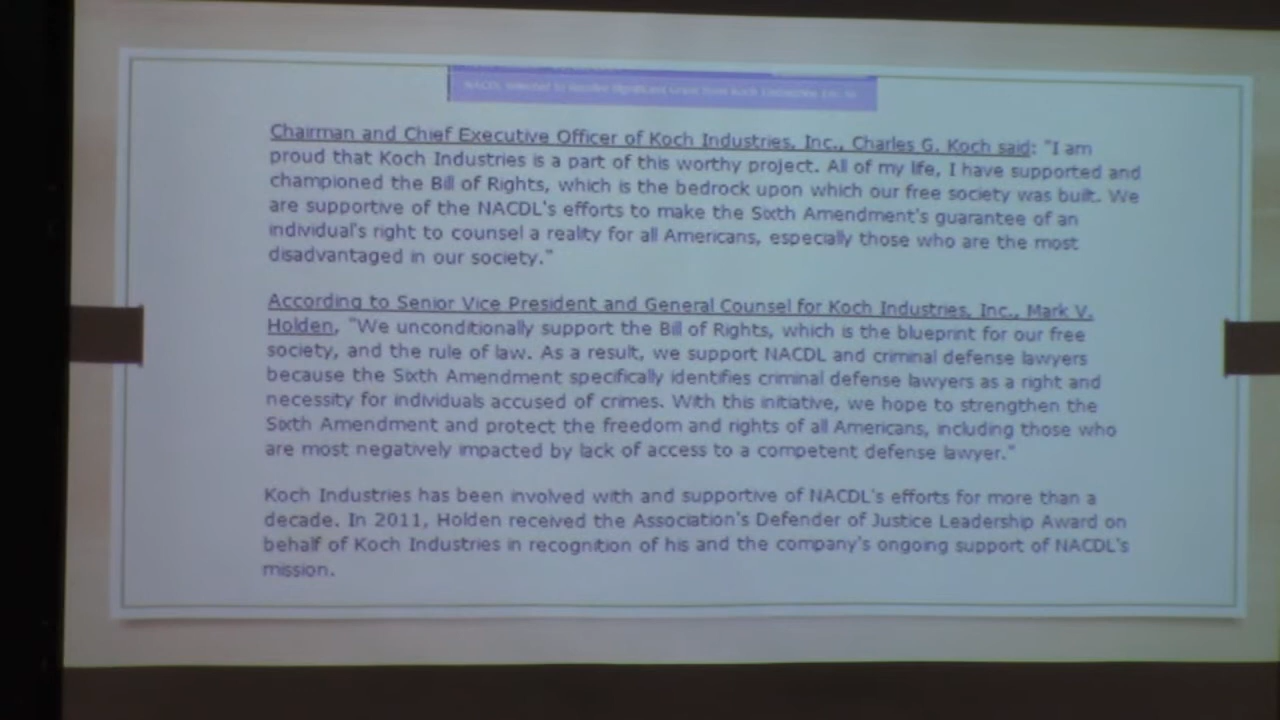 NACDL Selected to Receive Significant Grant from Koch Industries, Inc. to
Chairman and Chief Executive Officer of Koch Industries, Inc., Charles G. Koch said: "I am
proud that Koch Industries is a part of this worthy project. All of my life, I have supported and
championed the Bill of Rights, which is the bedrock upon which our free society was built. We
are supportive of the NACDL's efforts to make the Sixth Amendment's guarantee of an
individual's right to counsel a reality for all Americans, especially those who are the most
disadvantaged in our society."
According to Senior Vice President and General Counsel for Koch Industries, Inc., Mark V.
Holden, "We unconditionally support the Bill of Rights, which is the blueprint for our free
society, and the rule of law. As a result, we support NACDL and criminal defense lawyers
because the Sixth Amendment specifically identifies criminal defense lawyers as a right and
necessity for individuals accused of crimes. With this initiative, we hope to strengthen the
Sixth Amendment and protect the freedom and rights of all Americans, including those who
are most negatively impacted by lack of access to a competent defense lawyer."
Koch Industries has been involved with and supportive of NACDL's efforts for more than a
decade. In 2011, Holden received the Association's Defender of Justice Leadership Award on
behalf of Koch Industries in recognition of his and the company's ongoing support of NACDL's
mission.